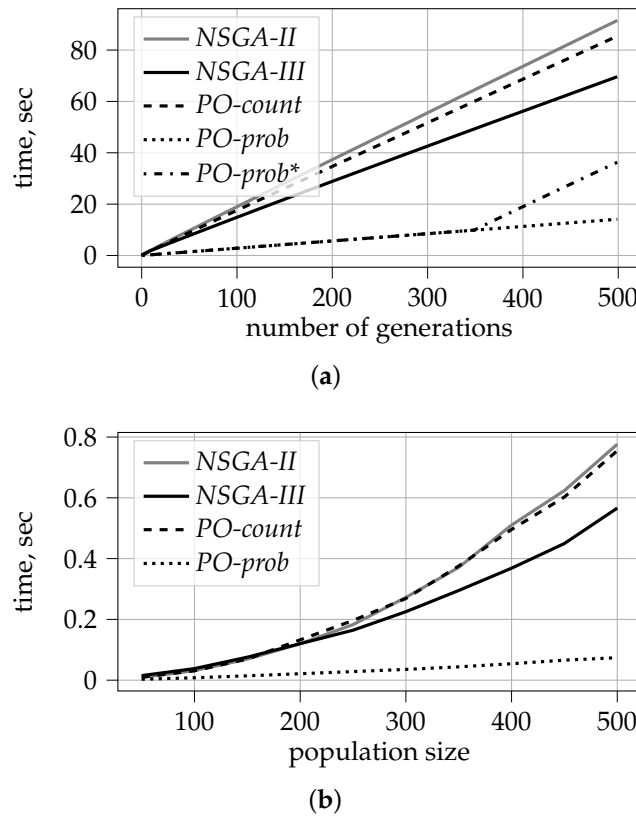 80
60
40
20
0
time, sec
NSGA-II
NSGA-III
PO-count
PO-prob
PO-prob*
0 100 200 300 400 500
number of generations
(a)
0.8
0.6
0.4
0.2
0
time, sec
NSGA-II
NSGA-III
PO-count
PO-prob
100 200 300 400 500
population size
(b)